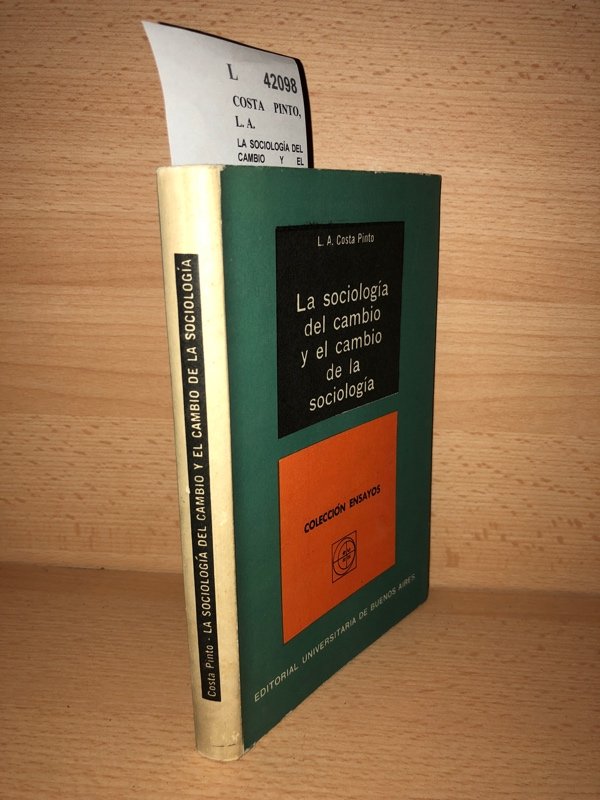 L 42098
COSTA PINTO,
L. A.
LA SOCIOLOGÍA DEL
CAMBIO Y EL
L. A. Costa Pinto
La sociología
del cambio
y el cambio
de la
sociología
COLECCIÓN ENSAYOS
EDITORIAL UNIVERSITARIA DE BUENOS AIRES
Costa Pinto - LA SOCIOLOGÍA DEL CAMBIO Y EL CAMBIO DE LA SOCIOLOGÍA